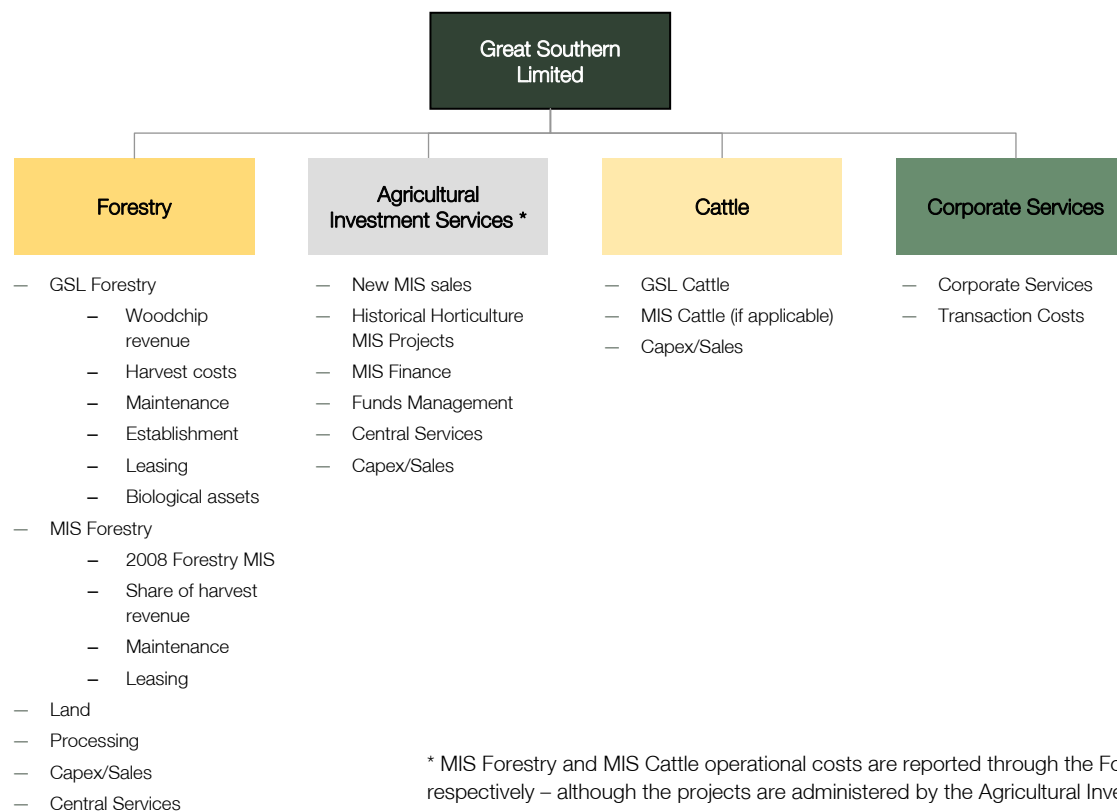 Great Southern
Limited
Forestry
— GSL Forestry
– Woodchip
revenue
– Harvest costs
– Maintenance
– Establishment
– Leasing
– Biological assets
— MIS Forestry
– 2008 Forestry MIS
– Share of harvest
revenue
– Maintenance
– Leasing
— Land
— Processing
— Capex/Sales
— Central Services
Agricultural
Investment Services *
— New MIS sales
— Historical Horticulture
MIS Projects
— MIS Finance
— Funds Management
— Central Services
— Capex/Sales
Cattle
— GSL Cattle
— MIS Cattle (if applicable)
— Capex/Sales
Corporate Services
— Corporate Services
— Transaction Costs
* MIS Forestry and MIS Cattle operational costs are reported through the Fo
respectively – although the projects are administered by the Agricultural Inve